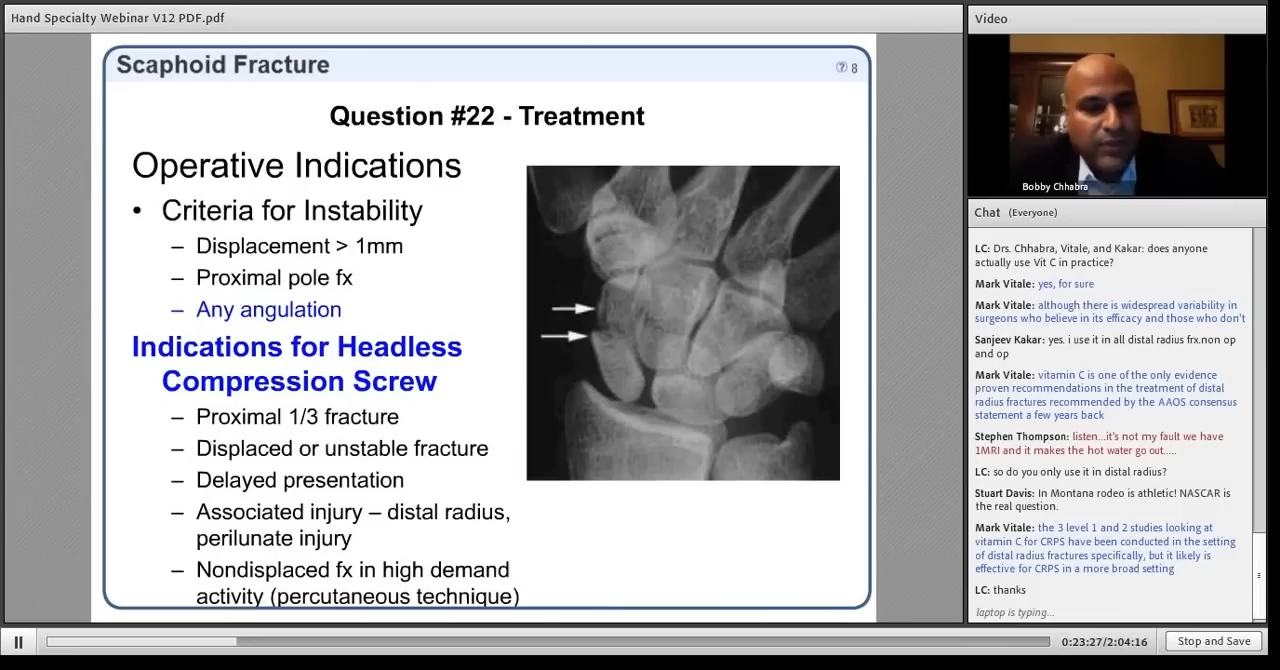 Hand Specialty Webinar V12 PDF.pdf
Scaphoid Fracture
? 8
Question #22 - Treatment
Operative Indications
• Criteria for Instability
– Displacement > 1mm
– Proximal pole fx
– Any angulation
Indications for Headless
Compression Screw
– Proximal 1/3 fracture
– Displaced or unstable fracture
– Delayed presentation
– Associated injury – distal radius,
perilunate injury
– Nondisplaced fx in high demand
activity (percutaneous technique)
Video
Bobby Chhabra
Chat (Everyone)
LC: Drs. Chhabra, Vitale, and Kakar: does anyone
actually use Vit C in practice?
Mark Vitale: yes, for sure
Mark Vitale: although there is widespread variability in
surgeons who believe in its efficacy and those who don't
Sanjeev Kakar: yes. i use it in all distal radius frx.non op
and op
Mark Vitale: vitamin C is one of the only evidence
proven recommendations in the treatment of distal
radius fractures recommended by the AAOS consensus
statement a few years back
Stephen Thompson: listen...it's not my fault we have
1MRI and it makes the hot water go out.....
LC: so do you only use it in distal radius?
Stuart Davis: In Montana rodeo is athletic! NASCAR is
the real question.
Mark Vitale: the 3 level 1 and 2 studies looking at
vitamin C for CRPS have been conducted in the setting
of distal radius fractures specifically, but it likely is
effective for CRPS in a more broad setting
LC: thanks
laptop is typing...
0:23:27/2:04:16
Stop and Save